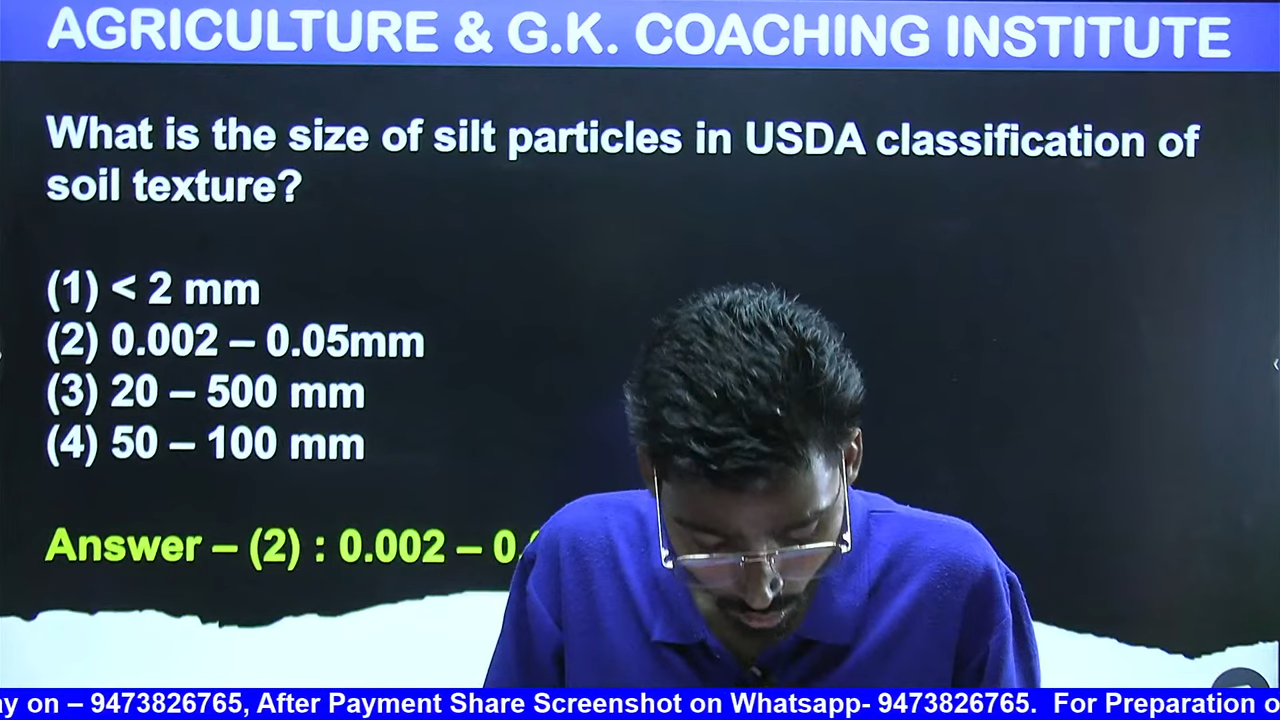 AGRICULTURE & G.K. COACHING INSTITUTE
What is the size of silt particles in USDA classification of
soil texture?
(1) < 2 mm
(2) 0.002 – 0.05mm
(3) 20 – 500 mm
(4) 50 – 100 mm
Answer – (2) : 0.002 – 0.
on – 9473826765, After Payment Share Screenshot on Whatsapp- 9473826765. For Preparation